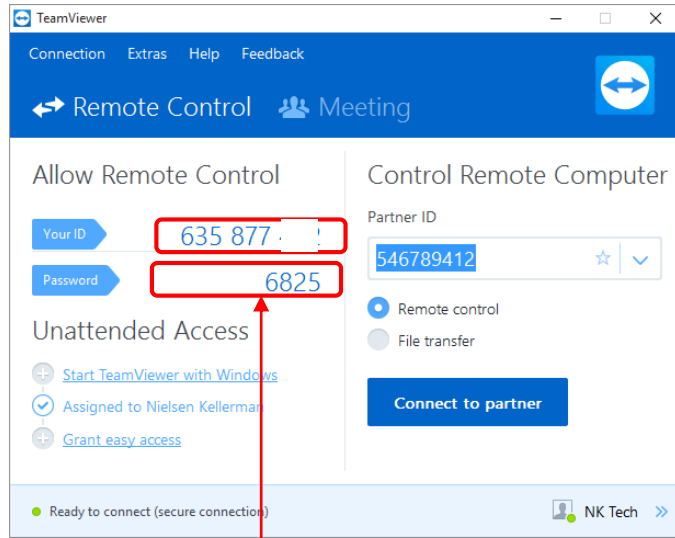 TeamViewer
Connection Extras Help Feedback
Remote Control Meeting
Allow Remote Control
Your ID 635 877
Password 6825
Unattended Access
Start TeamViewer with Windows
Assigned to Nielsen Kellerman
Grant easy access
Control Remote Computer
Partner ID
546789412
Remote control
File transfer
Connect to partner
Ready to connect (secure connection)
NK Tech